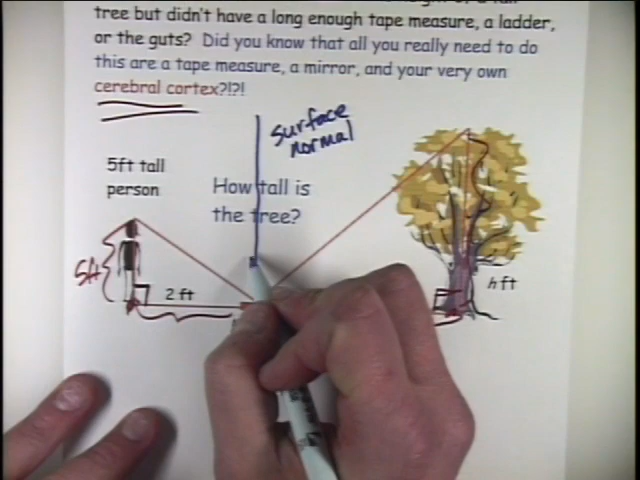 tree but didn't have a long enough tape measure, a ladder,
or the guts? Did you know that all you really need to do
this are a tape measure, a mirror, and your very own
cerebral cortex?!?!
surface
normal
5ft tall
person
How tall is
the tree?
5ft
2 ft
h ft